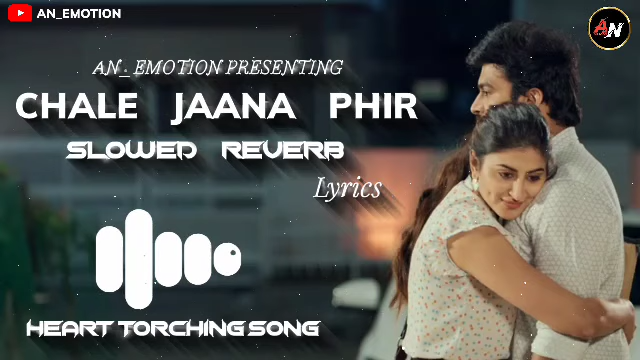 AN_EMOTION
AN
AN_EMOTION PRESENTING
CHALE JAANA PHIR
SLOWED REVERB
Lyrics
HEART TORCHING SONG